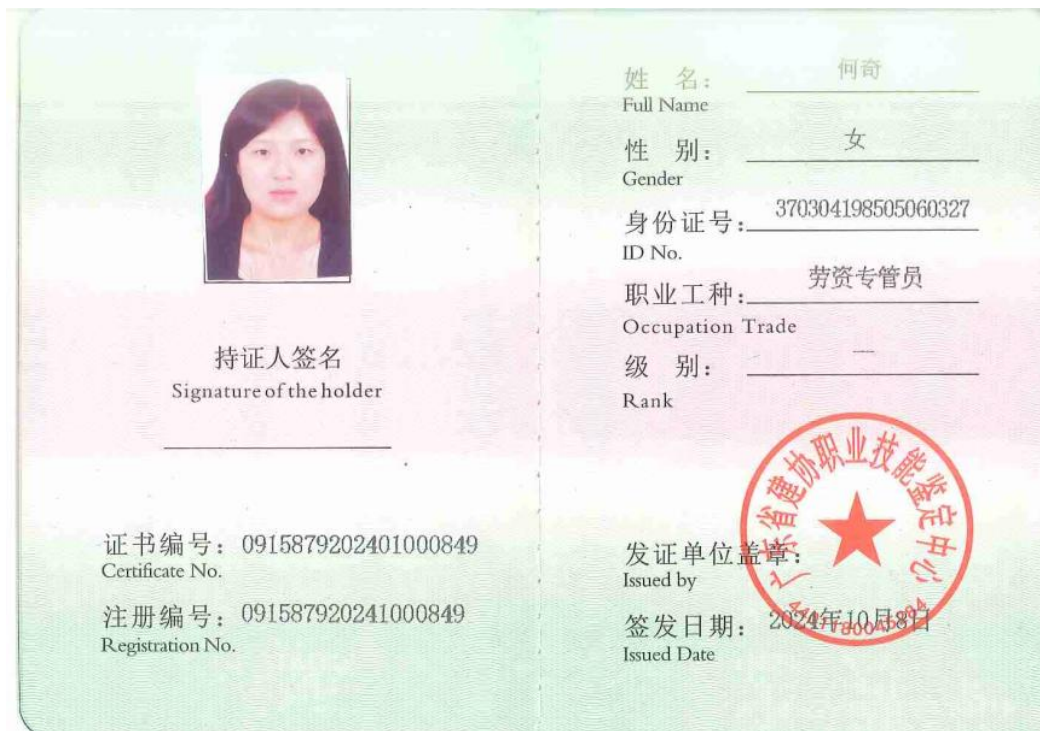 持证人签名
Signature of the holder
证书编号：0915879202401000849
Certificate No.
注册编号：091587920241000849
Registration No.
姓 名：何奇
Full Name
性 别：女
Gender
身份证号：370304198505060327
ID No.
职业工种：劳资专管员
Occupation Trade
级 别：一
Rank
广东省建协职业技能鉴定中心
发证单位盖章：
Issued by
签发日期：2024年10月8日
Issued Date